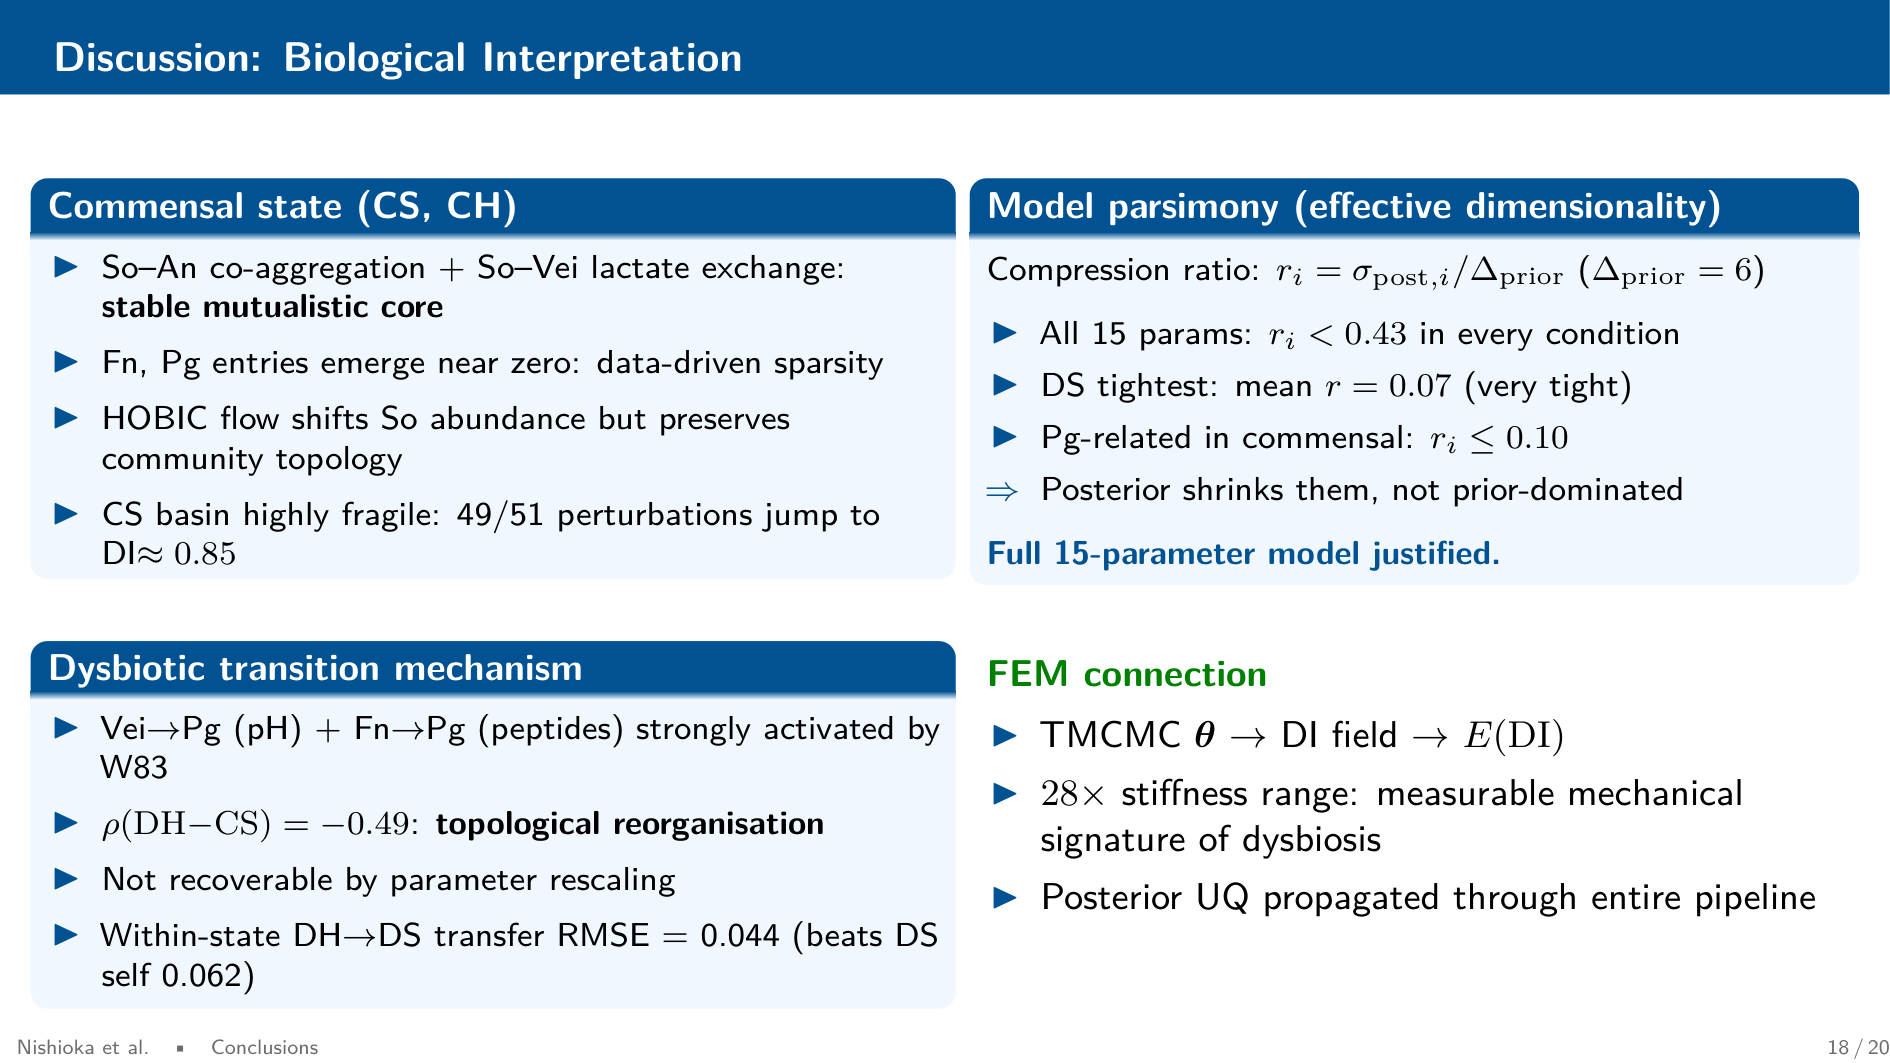 Discussion: Biological Interpretation
Commensal state (CS, CH)
▶ So–An co-aggregation + So–Vei lactate exchange:
stable mutualistic core
▶ Fn, Pg entries emerge near zero: data-driven sparsity
▶ HOBIC flow shifts So abundance but preserves
community topology
▶ CS basin highly fragile: 49/51 perturbations jump to
DI≈ 0.85
Dysbiotic transition mechanism
▶ Vei→Pg (pH) + Fn→Pg (peptides) strongly activated by
W83
▶ ρ(DH−CS) = −0.49: topological reorganisation
▶ Not recoverable by parameter rescaling
▶ Within-state DH→DS transfer RMSE = 0.044 (beats DS
self 0.062)
Model parsimony (effective dimensionality)
Compression ratio: r_i = σ_post,i/Δ_prior (Δ_prior = 6)
▶ All 15 params: r_i < 0.43 in every condition
▶ DS tightest: mean r = 0.07 (very tight)
▶ Pg-related in commensal: r_i ≤ 0.10
⇒ Posterior shrinks them, not prior-dominated
Full 15-parameter model justified.
FEM connection
▶ TMCMC θ → DI field → E(DI)
▶ 28× stiffness range: measurable mechanical
signature of dysbiosis
▶ Posterior UQ propagated through entire pipeline
Nishioka et al. ▪ Conclusions
18 / 20